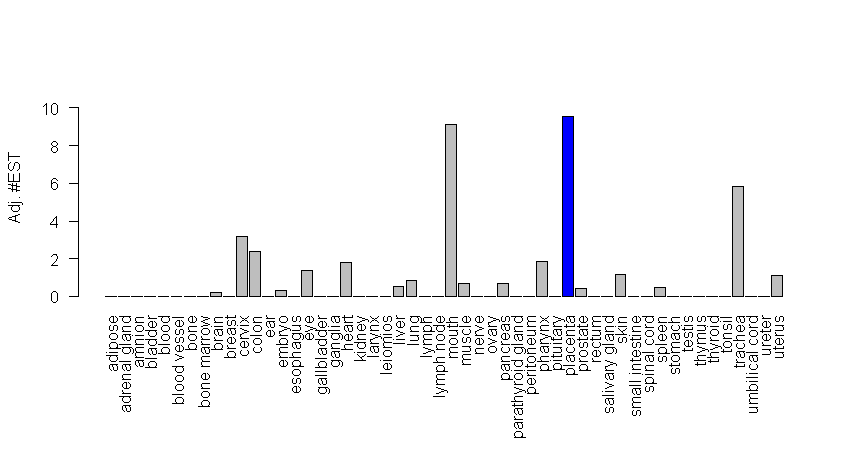 Adj. #EST
10
8
6
4
2
0
adipose
adrenal gland
amnion
bladder
blood
blood vessel
bone
bone marrow
brain
breast
cervix
colon
ear
embryo
esophagus
eye
gallbladder
ganglia
heart
kidney
larynx
leiomios
liver
lung
lymph
lymph node
mouth
muscle
nerve
ovary
pancreas
parathyroid gland
peritoneum
pharynx
pituitary
placenta
prostate
rectum
salivary gland
skin
small intestine
spinal cord
spleen
stomach
testis
thymus
thyroid
tonsil
trachea
umbilical cord
ureter
uterus